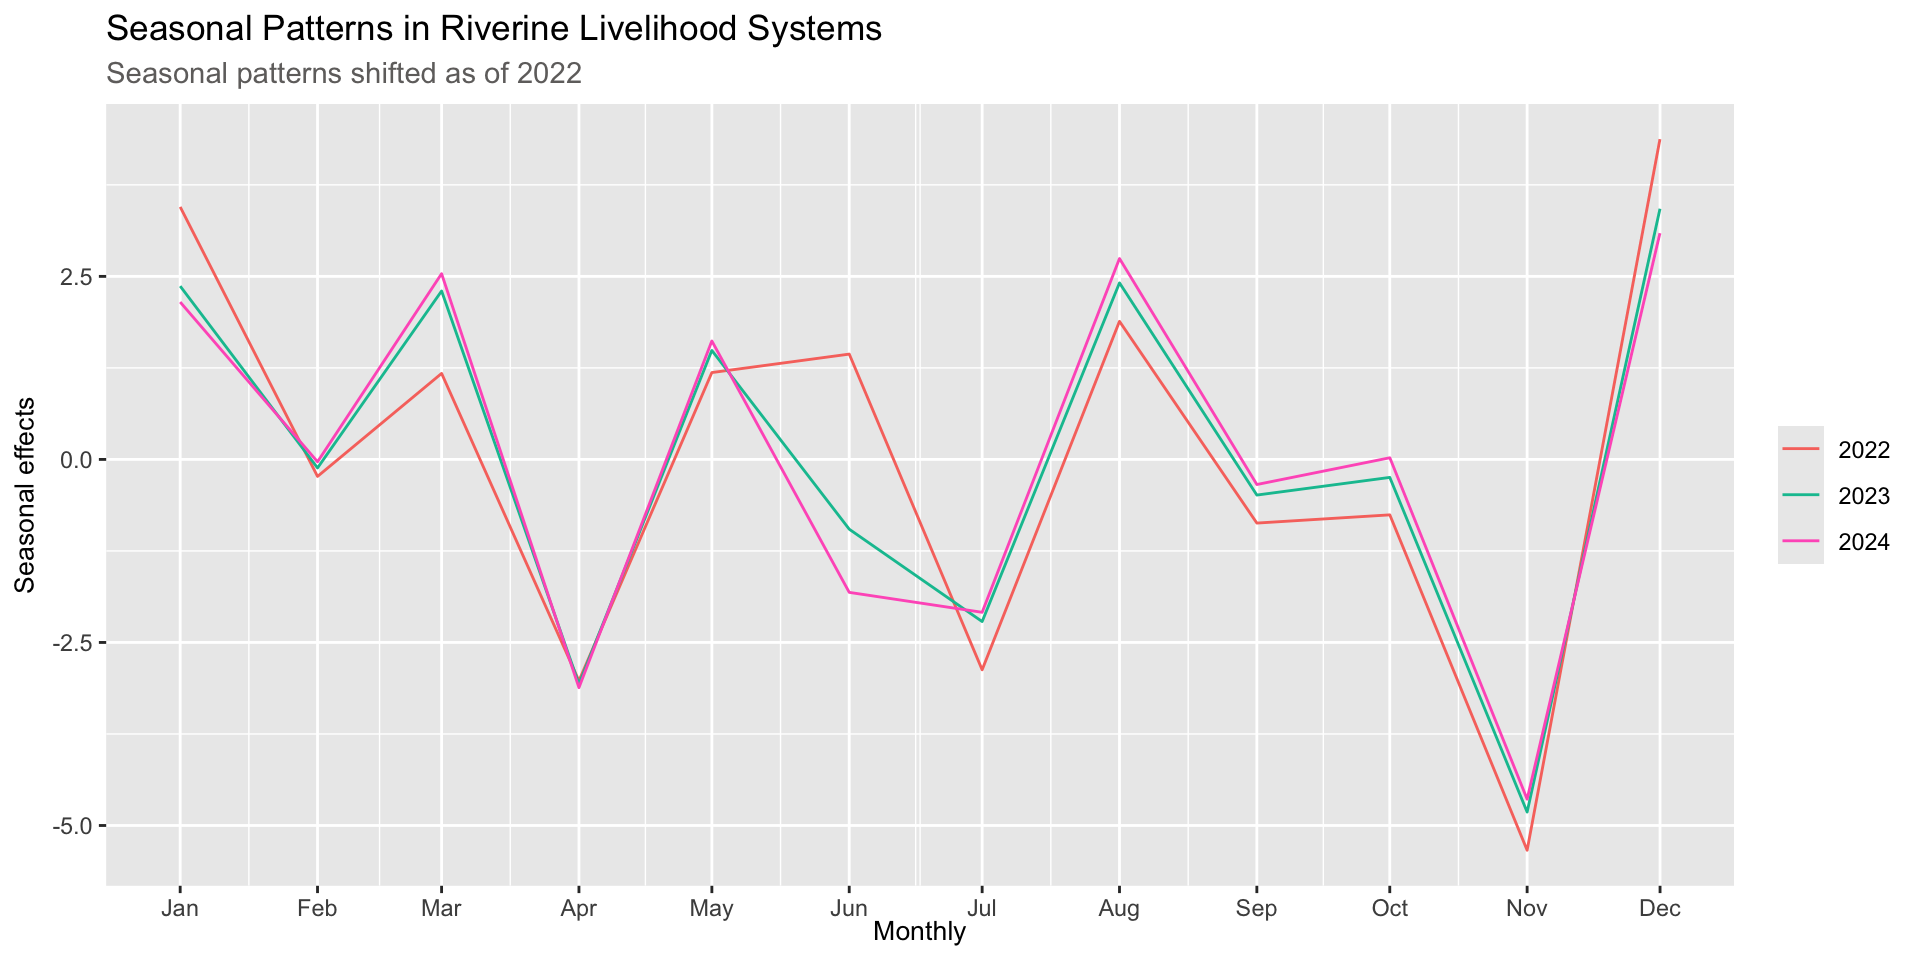 Seasonal Patterns in Riverine Livelihood Systems
Seasonal patterns shifted as of 2022
Seasonal effects
2.5
0.0
-2.5
-5.0
Jan Feb Mar Apr May Jun Jul Aug Sep Oct Nov Dec
Monthly
2022
2023
2024